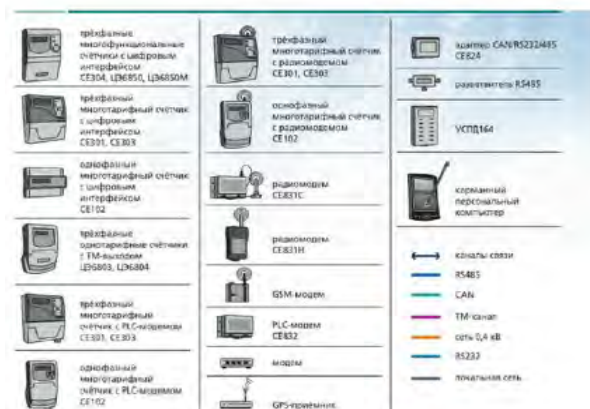 трёхфазные
многофункциональные
счётчики с цифровым
интерфейсом
CE304, ЦЭ6850, ЦЭ6850М
трёхфазный
многотарифный счётчик
с цифровым
интерфейсом
CE301, CE303
однофазный
многотарифный счётчик
с цифровым
интерфейсом
CE102
трёхфазные
однотарифные счётчики
с ТМ-выходом
ЦЭ6803, ЦЭ6804
трёхфазный
многотарифный
счётчик с PLC-модемом
CE301, CE303
однофазный
многотарифный
счётчик с PLC-модемом
CE102
трёхфазный
многотарифный счётчик
с радиомодемом
CE301, CE303
однофазный
многотарифный счётчик
с радиомодемом
CE102
радиомодем
CE831C
радиомодем
CE831H
GSM-модем
PLC-модем
CE832
модем
GPS-приёмник
адаптер CAN/RS232/485
CE824
разветвитель RS485
УСПД164
карманный
персональный
компьютер
каналы связи
RS485
CAN
ТМ-канал
сеть 0,4 кВ
RS232
локальная сеть